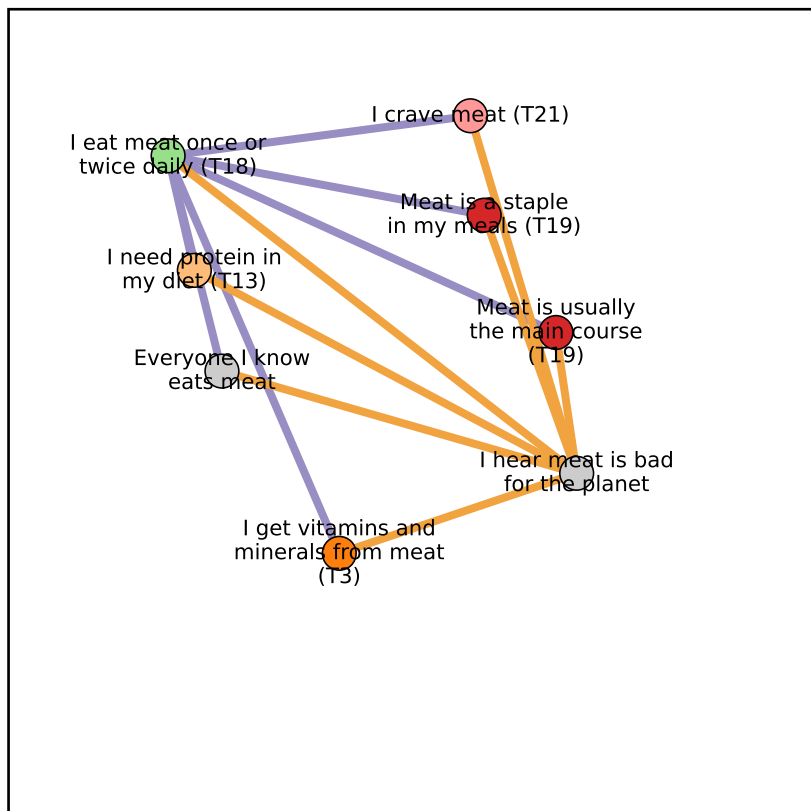 I crave meat (T21)
I eat meat once or
twice daily (T18)
Meat is a staple
in my meals (T19)
I need protein in
my diet (T13)
Meat is usually
the main course
(T19)
Everyone I know
eats meat
I hear meat is bad
for the planet
I get vitamins and
minerals from meat
(T3)